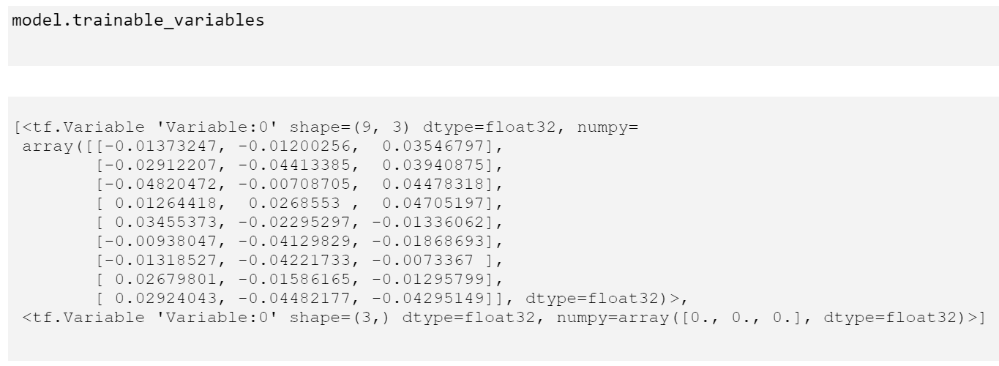 model.trainable_variables
[<tf.Variable 'Variable:0' shape=(9, 3) dtype=float32, numpy=
array([[-0.01373247, -0.01200256,  0.03546797],
[-0.02912207, -0.04413385,  0.03940875],
[-0.04820472, -0.00708705,  0.04478318],
[ 0.01264418,  0.0268553 ,  0.04705197],
[ 0.03455373, -0.02295297, -0.01336062],
[-0.00938047, -0.04129829, -0.01868693],
[-0.01318527, -0.04221733, -0.0073367 ],
[ 0.02679801, -0.01586165, -0.01295799],
[ 0.02924043, -0.04482177, -0.04295149]], dtype=float32)>,
<tf.Variable 'Variable:0' shape=(3,) dtype=float32, numpy=array([0., 0., 0.], dtype=float32)>]